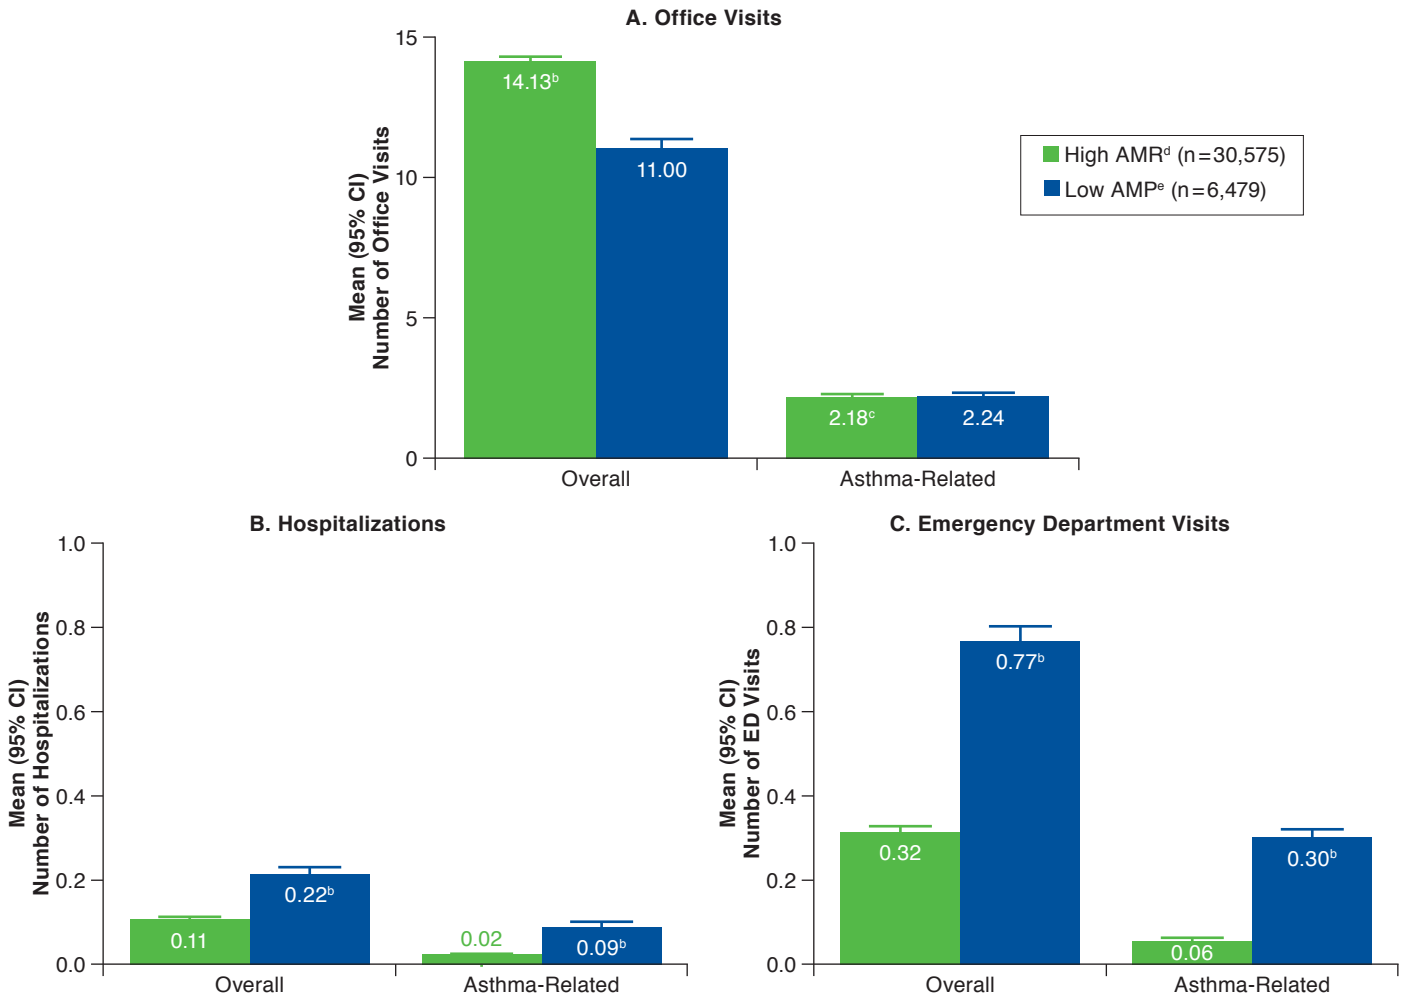 A. Office Visits
15
10
5
0
Mean (95% CI)
Number of Office Visits
14.13ᵇ
11.00
2.18ᶜ
2.24
Overall
Asthma-Related
High AMRᵈ (n=30,575)
Low AMPᵉ (n=6,479)
B. Hospitalizations
1.0
0.8
0.6
0.4
0.2
0.0
Mean (95% CI)
Number of Hospitalizations
0.11
0.22ᵇ
0.02
0.09ᵇ
Overall
Asthma-Related
C. Emergency Department Visits
1.0
0.8
0.6
0.4
0.2
0.0
Mean (95% CI)
Number of ED Visits
0.32
0.77ᵇ
0.06
0.30ᵇ
Overall
Asthma-Related